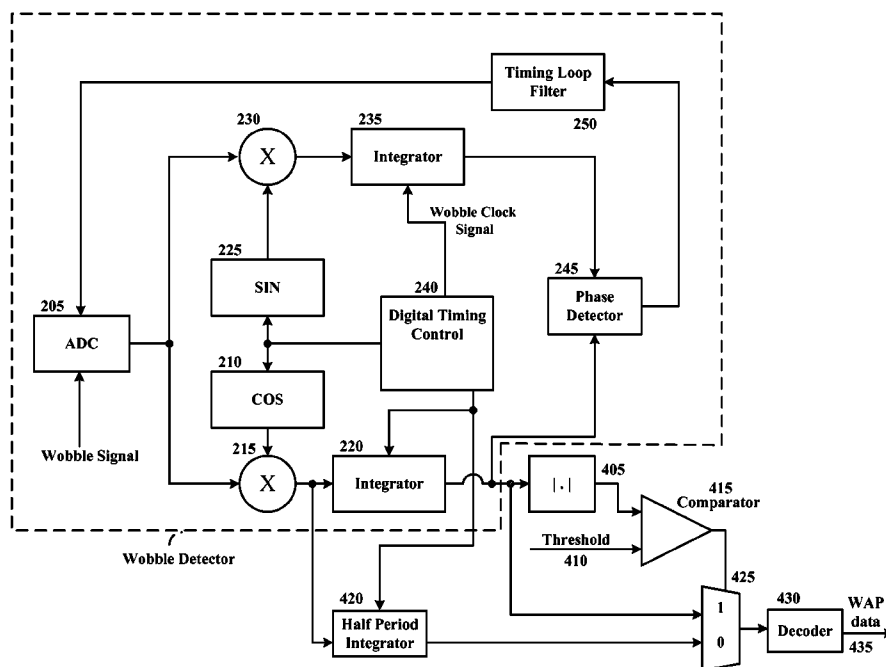 Timing Loop
Filter
250
230
X
235
Integrator
Wobble Clock
Signal
225
SIN
240
Digital Timing
Control
245
Phase
Detector
205
ADC
210
COS
Wobble Signal
215
X
220
Integrator
|.|
405
415
Comparator
Threshold
410
Wobble Detector
420
Half Period
Integrator
425
1
0
430
Decoder
WAP
data
435